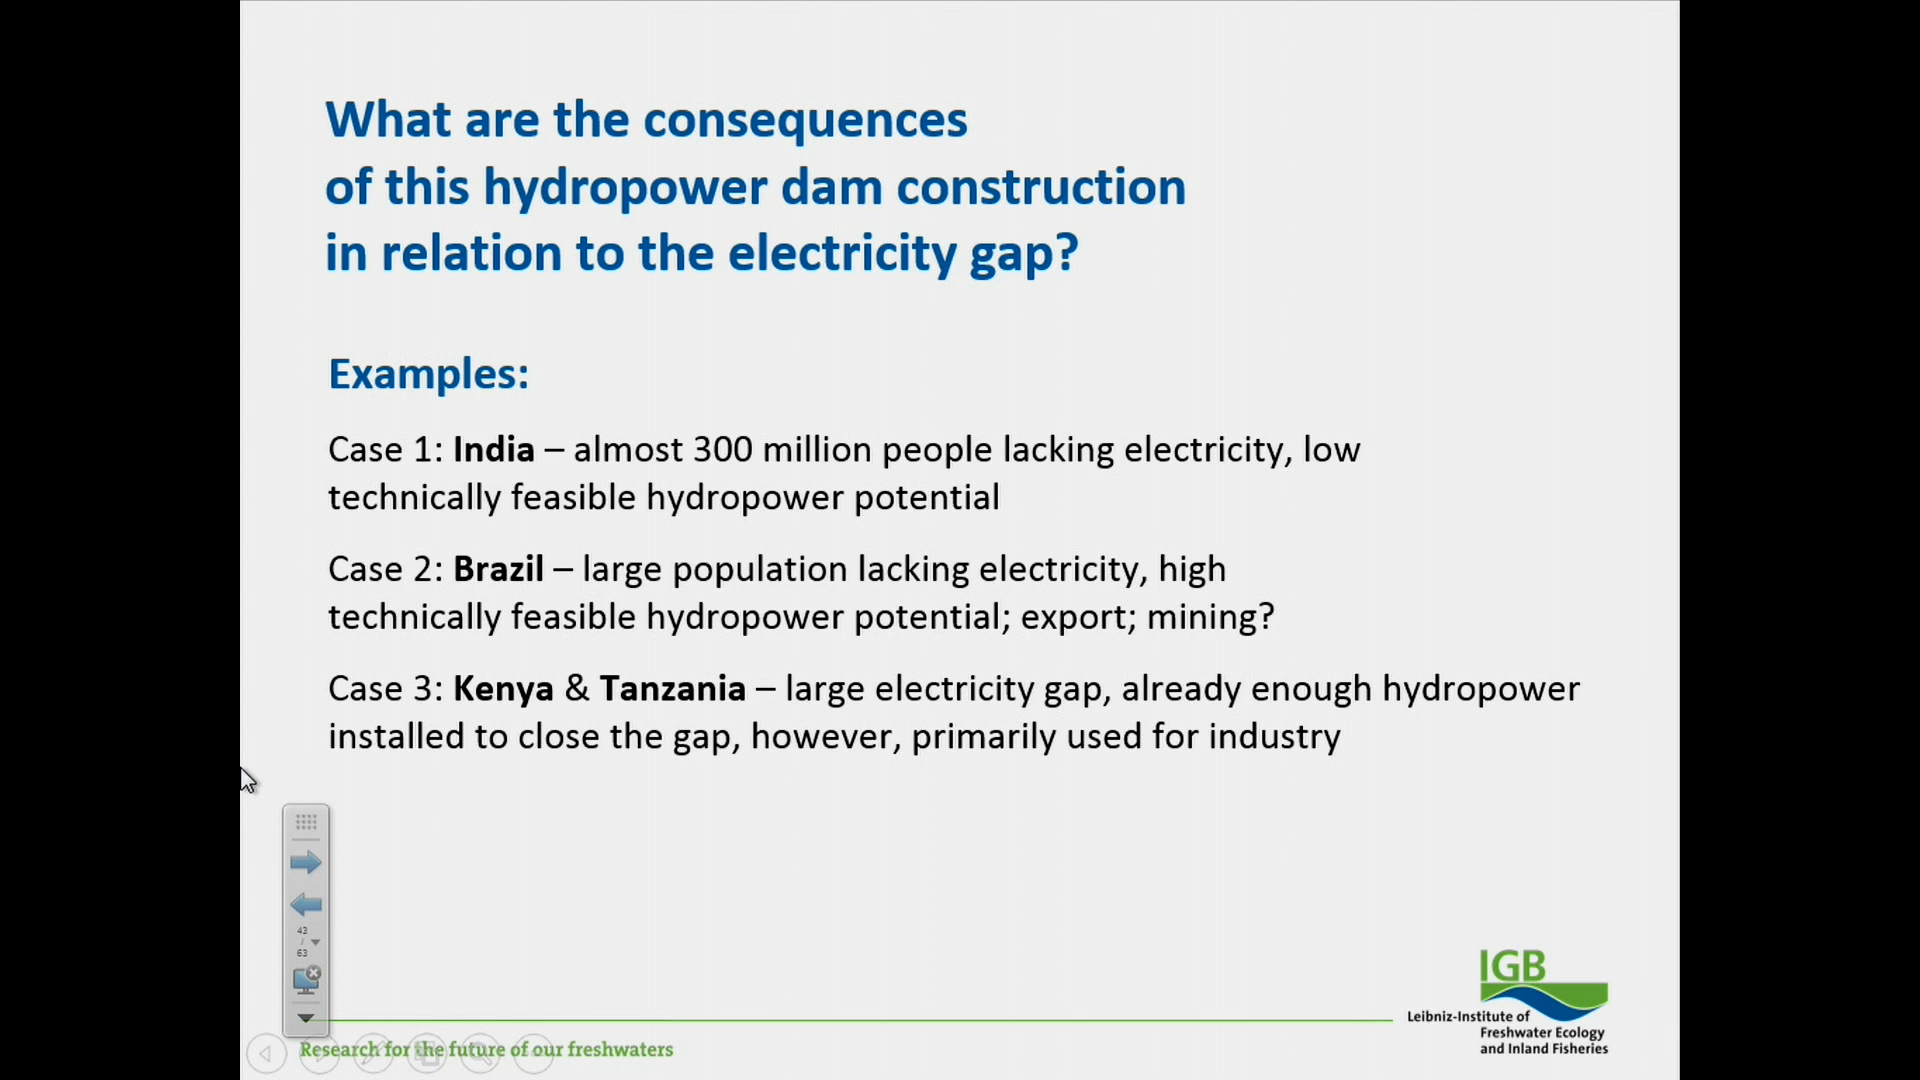 What are the consequences
of this hydropower dam construction
in relation to the electricity gap?
Examples:
Case 1: India – almost 300 million people lacking electricity, low
technically feasible hydropower potential
Case 2: Brazil – large population lacking electricity, high
technically feasible hydropower potential; export; mining?
Case 3: Kenya & Tanzania – large electricity gap, already enough hydropower
installed to close the gap, however, primarily used for industry
43
/
63
IGB
Leibniz-Institute of
Freshwater Ecology
and Inland Fisheries
Research for the future of our freshwaters